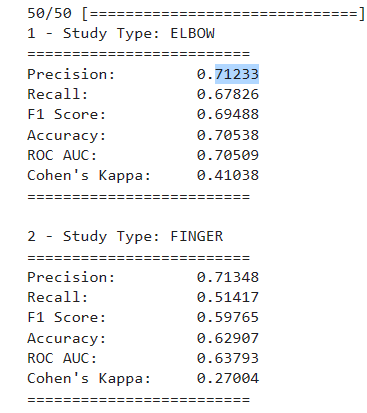 50/50 [==============================]
1 - Study Type: ELBOW
=========================
Precision: 0.71233
Recall: 0.67826
F1 Score: 0.69488
Accuracy: 0.70538
ROC AUC: 0.70509
Cohen's Kappa: 0.41038
=========================
2 - Study Type: FINGER
=========================
Precision: 0.71348
Recall: 0.51417
F1 Score: 0.59765
Accuracy: 0.62907
ROC AUC: 0.63793
Cohen's Kappa: 0.27004
=========================